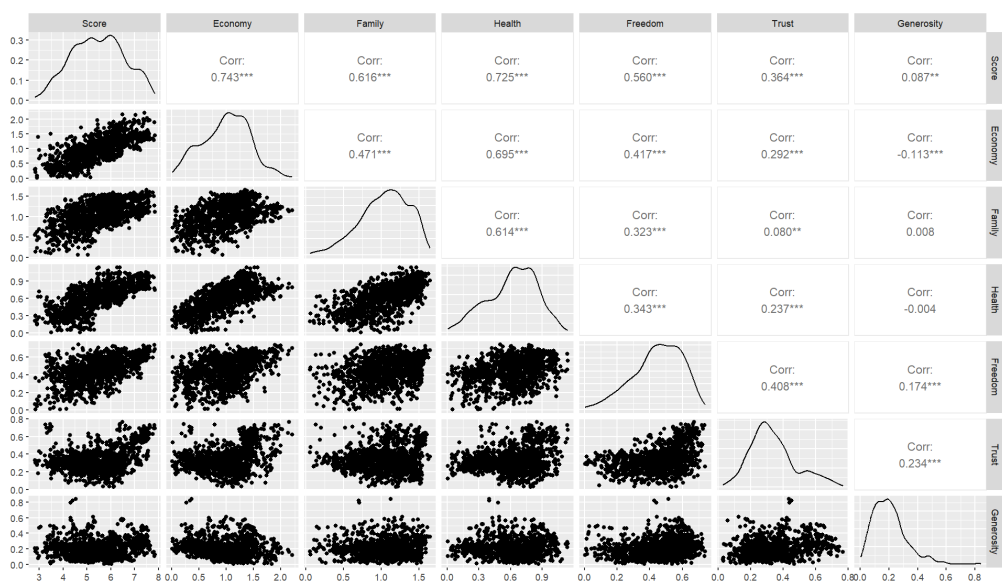 Score Economy Family Health Freedom Trust Generosity
0.3
0.2
0.1
0.0
Corr:
0.743***
Corr:
0.616***
Corr:
0.725***
Corr:
0.560***
Corr:
0.364***
Corr:
0.087**
Score
2.0
1.5
1.0
0.5
0.0
Corr:
0.471***
Corr:
0.695***
Corr:
0.417***
Corr:
0.292***
Corr:
-0.113***
Economy
1.5
1.0
0.5
0.0
Corr:
0.614***
Corr:
0.323***
Corr:
0.080**
Corr:
0.008
Family
0.9
0.6
0.3
0.0
Corr:
0.343***
Corr:
0.237***
Corr:
-0.004
Health
0.6
0.4
0.2
0.0
Corr:
0.408***
Corr:
0.174***
Freedom
0.8
0.6
0.4
0.2
0.0
Corr:
0.234***
Trust
0.8
0.6
0.4
0.2
0.0
Generosity
3 4 5 6 7 8 0.0 0.5 1.0 1.5 2.0 0.0 0.5 1.0 1.5 0.0 0.3 0.6 0.9 0.0 0.2 0.4 0.6 0.0 0.2 0.4 0.6 0.8 0.0 0.2 0.4 0.6 0.8